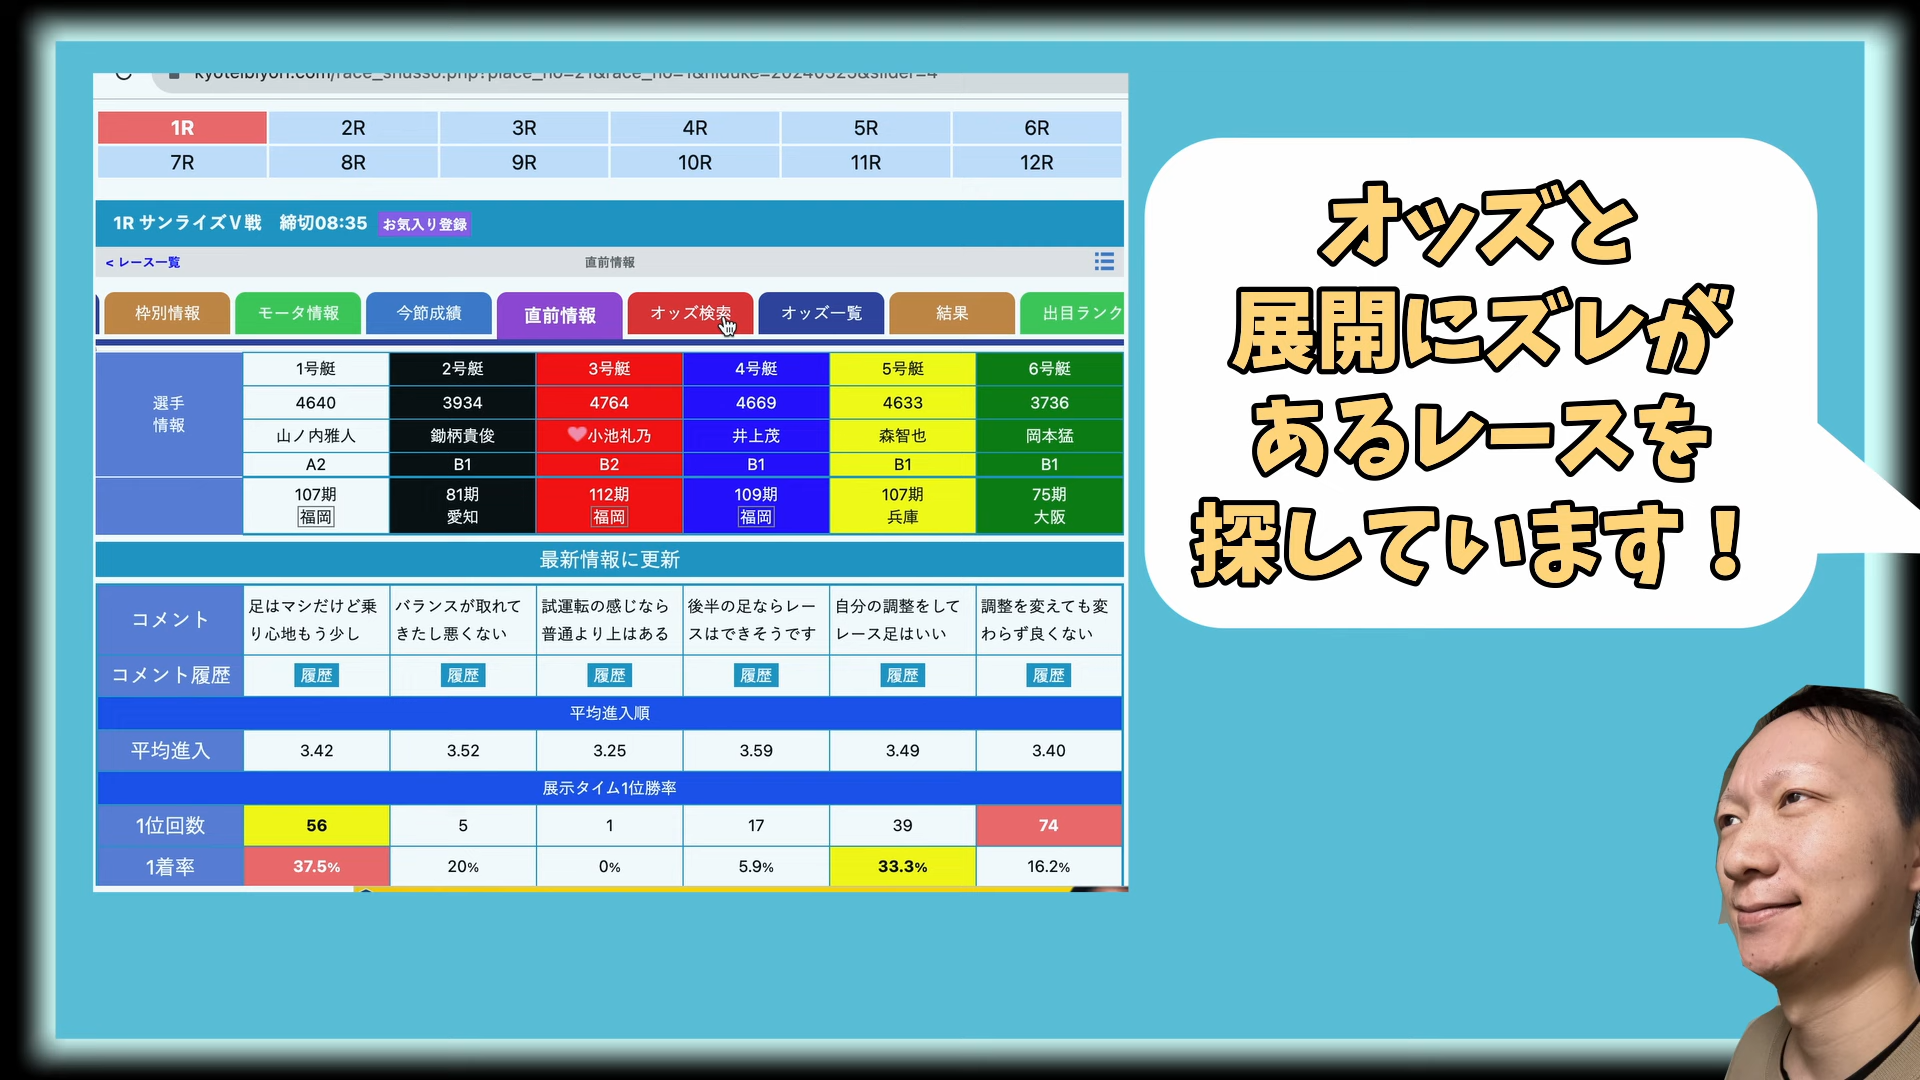 kyoteibiyori.com/race_shusso.php?place_no=21&race_no=1&hiduke=20240325&slider=4
1R 2R 3R 4R 5R 6R
7R 8R 9R 10R 11R 12R
1R サンライズV戦 締切08:35 お気入り登録
< レース一覧 直前情報
枠別情報 モータ情報 今節成績 直前情報 オッズ検索 オッズ一覧 結果 出目ランク
選手
情報
1号艇 2号艇 3号艇 4号艇 5号艇 6号艇
4640 3934 4764 4669 4633 3736
山ノ内雅人 鋤柄貴俊 小池礼乃 井上茂 森智也 岡本猛
A2 B1 B2 B1 B1 B1
107期 81期 112期 109期 107期 75期
福岡 愛知 福岡 福岡 兵庫 大阪
最新情報に更新
コメント
足はマシだけど乗 バランスが取れて 試運転の感じなら 後半の足ならレー 自分の調整をして 調整を変えても変
り心地もう少し きたし悪くない 普通より上はある スはできそうです レース足はいい わらず良くない
コメント履歴 履歴 履歴 履歴 履歴 履歴 履歴
平均進入順
平均進入 3.42 3.52 3.25 3.59 3.49 3.40
展示タイム1位勝率
1位回数 56 5 1 17 39 74
1着率 37.5% 20% 0% 5.9% 33.3% 16.2%
オッズと
展開にズレが
あるレースを
探しています！